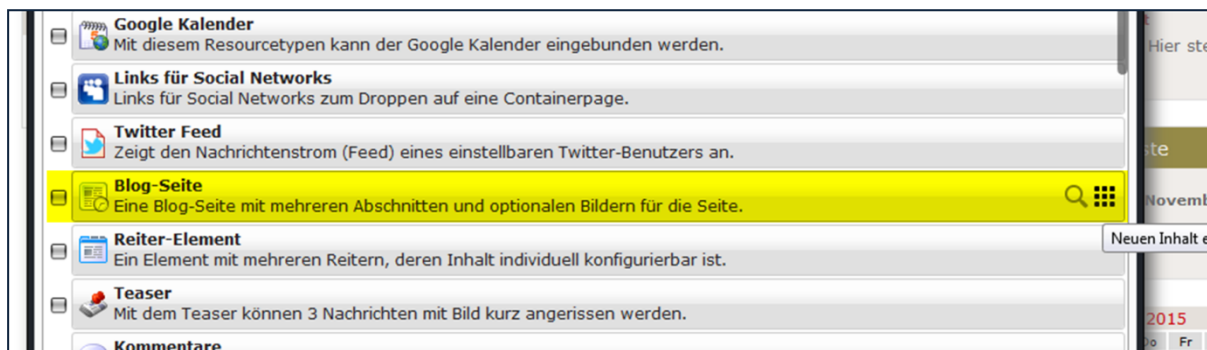 Google Kalender
Mit diesem Resourcetypen kann der Google Kalender eingebunden werden.
Links für Social Networks
Links für Social Networks zum Droppen auf eine Containerpage.
Twitter Feed
Zeigt den Nachrichtenstrom (Feed) eines einstellbaren Twitter-Benutzers an.
Blog-Seite
Eine Blog-Seite mit mehreren Abschnitten und optionalen Bildern für die Seite.
Reiter-Element
Ein Element mit mehreren Reitern, deren Inhalt individuell konfigurierbar ist.
Teaser
Mit dem Teaser können 3 Nachrichten mit Bild kurz angerissen werden.
Kommentare
Hier ste
te
Novemb
Neuen Inhalt e
2015
Do Fr